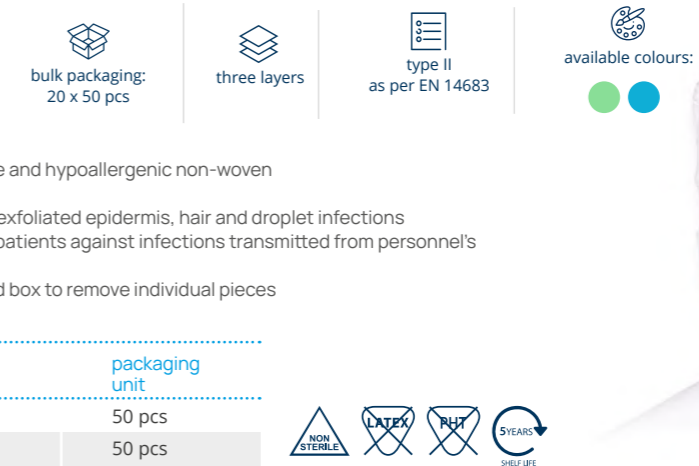 bulk packaging:
20 x 50 pcs
three layers
type II
as per EN 14683
available colours:
and hypoallergenic non-woven
exfoliated epidermis, hair and droplet infections
patients against infections transmitted from personnel's
box to remove individual pieces
packaging
unit
50 pcs
50 pcs
NON
STERILE
LATEX
PHT
5 YEARS
SHELF LIFE